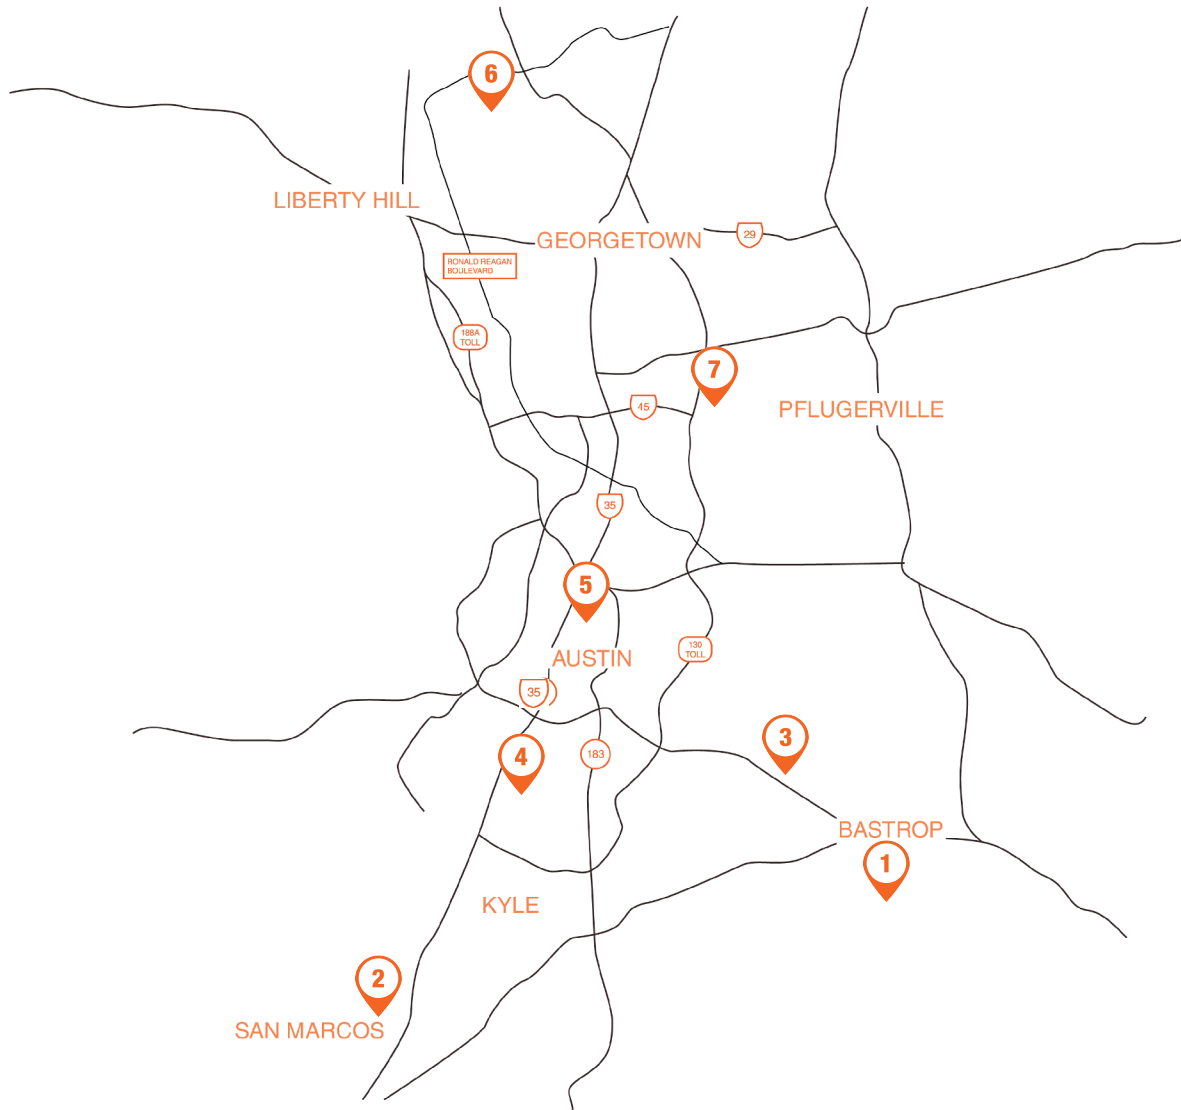 6
LIBERTY HILL
GEORGETOWN
29
RONALD REAGAN
BOULEVARD
188A
TOLL
7
45
PFLUGERVILLE
35
5
130
TOLL
AUSTIN
35
3
4
183
BASTROP
1
KYLE
2
SAN MARCOS